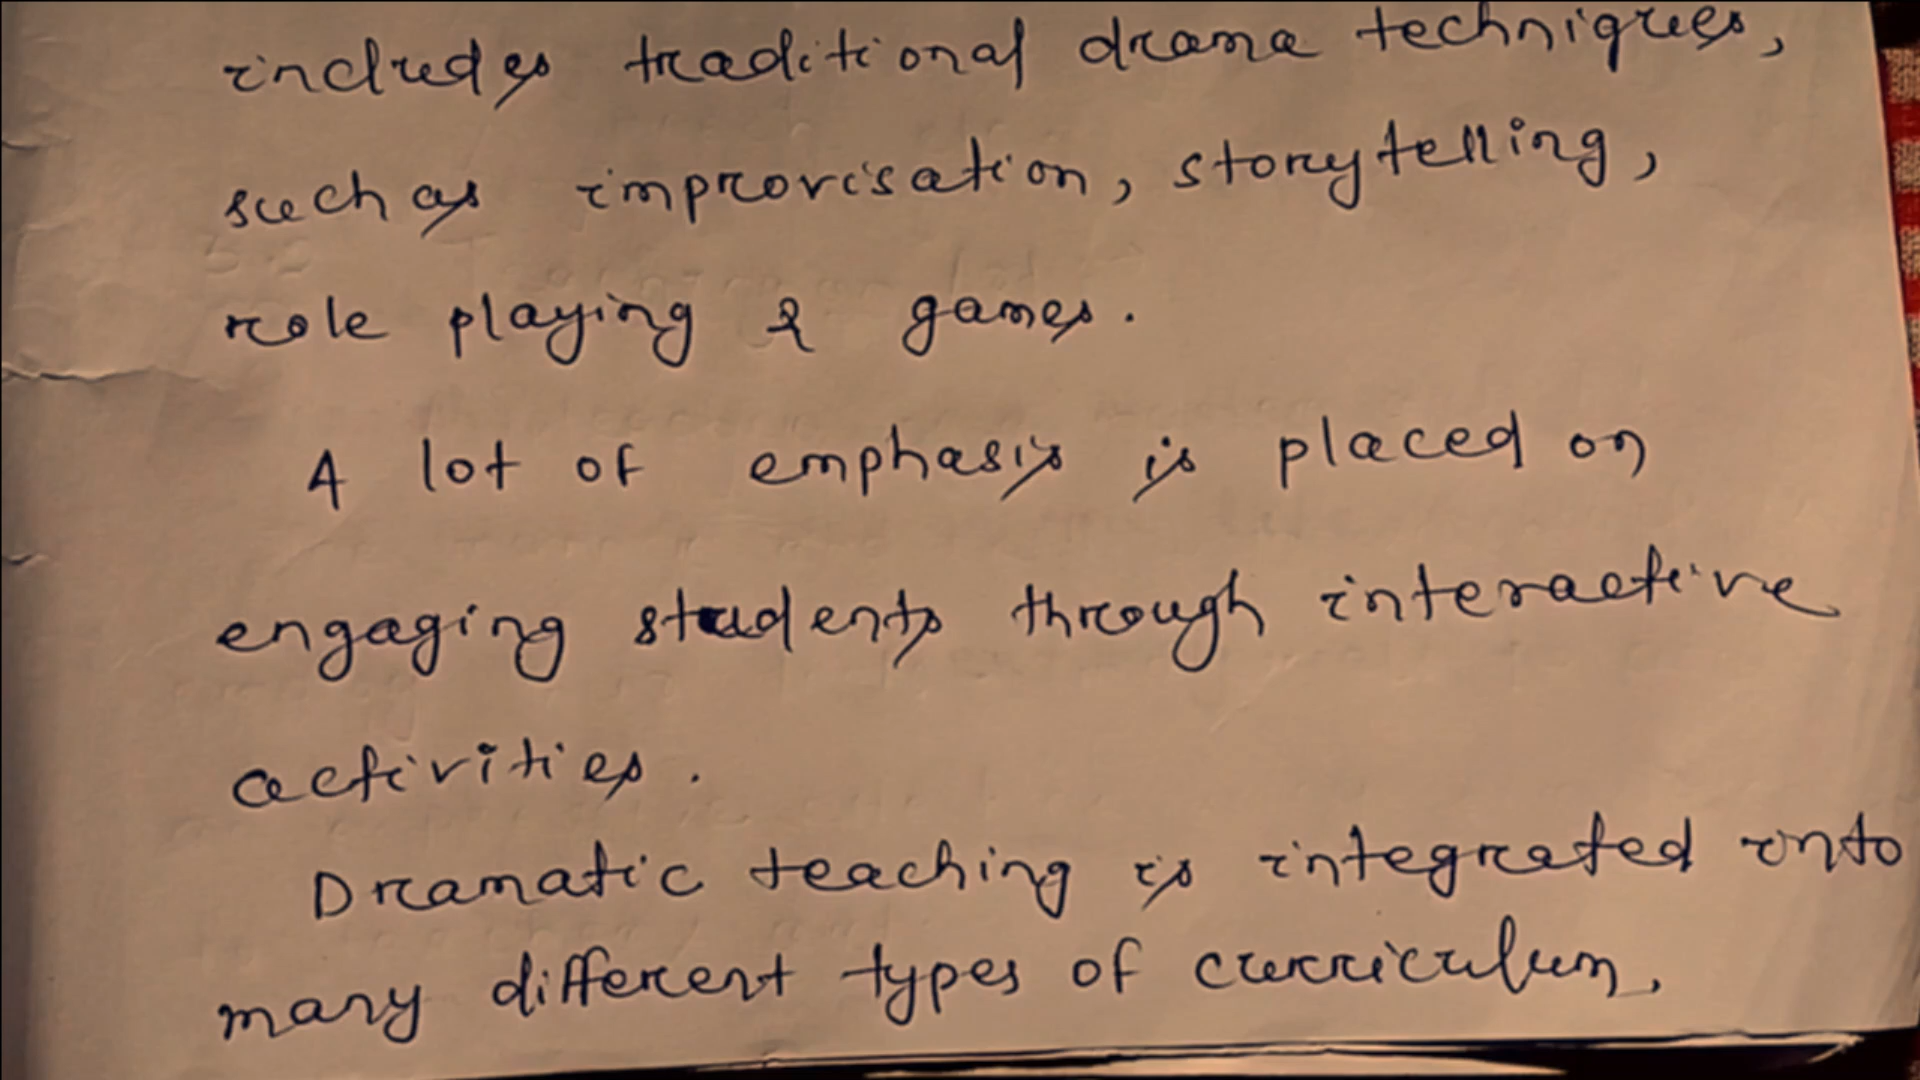 includes traditional drama techniques,
such as improvisation, storytelling,
role playing & games.
A lot of emphasis is placed on
engaging students through interactive
activities.
Dramatic teaching is integrated into
many different types of curriculum.